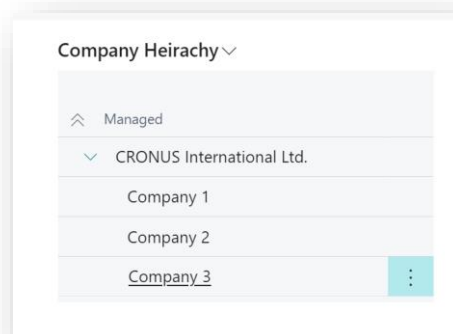 Company Heirachy
Managed
CRONUS International Ltd.
Company 1
Company 2
Company 3